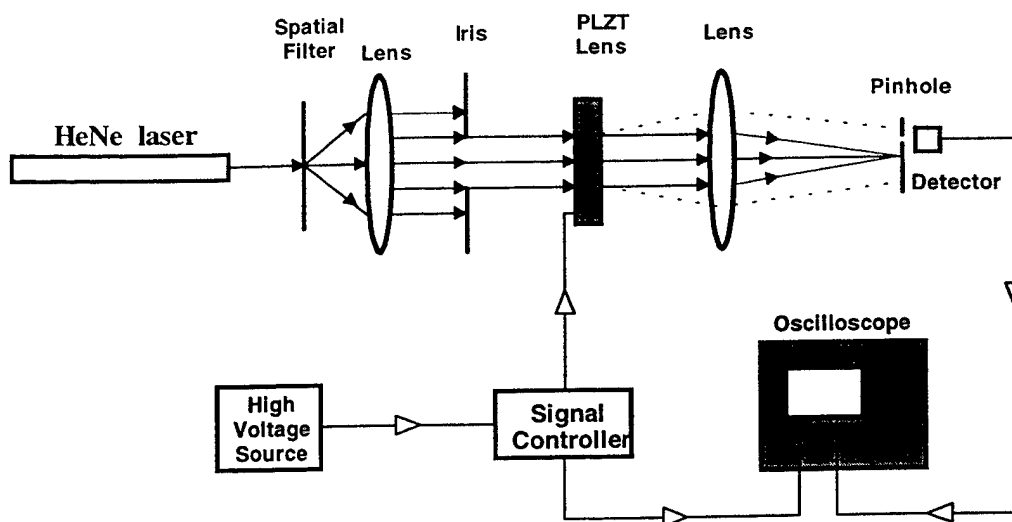 Spatial
Filter
Lens
Iris
PLZT
Lens
Lens
Pinhole
HeNe laser
Detector
Oscilloscope
High
Voltage
Source
Signal
Controller